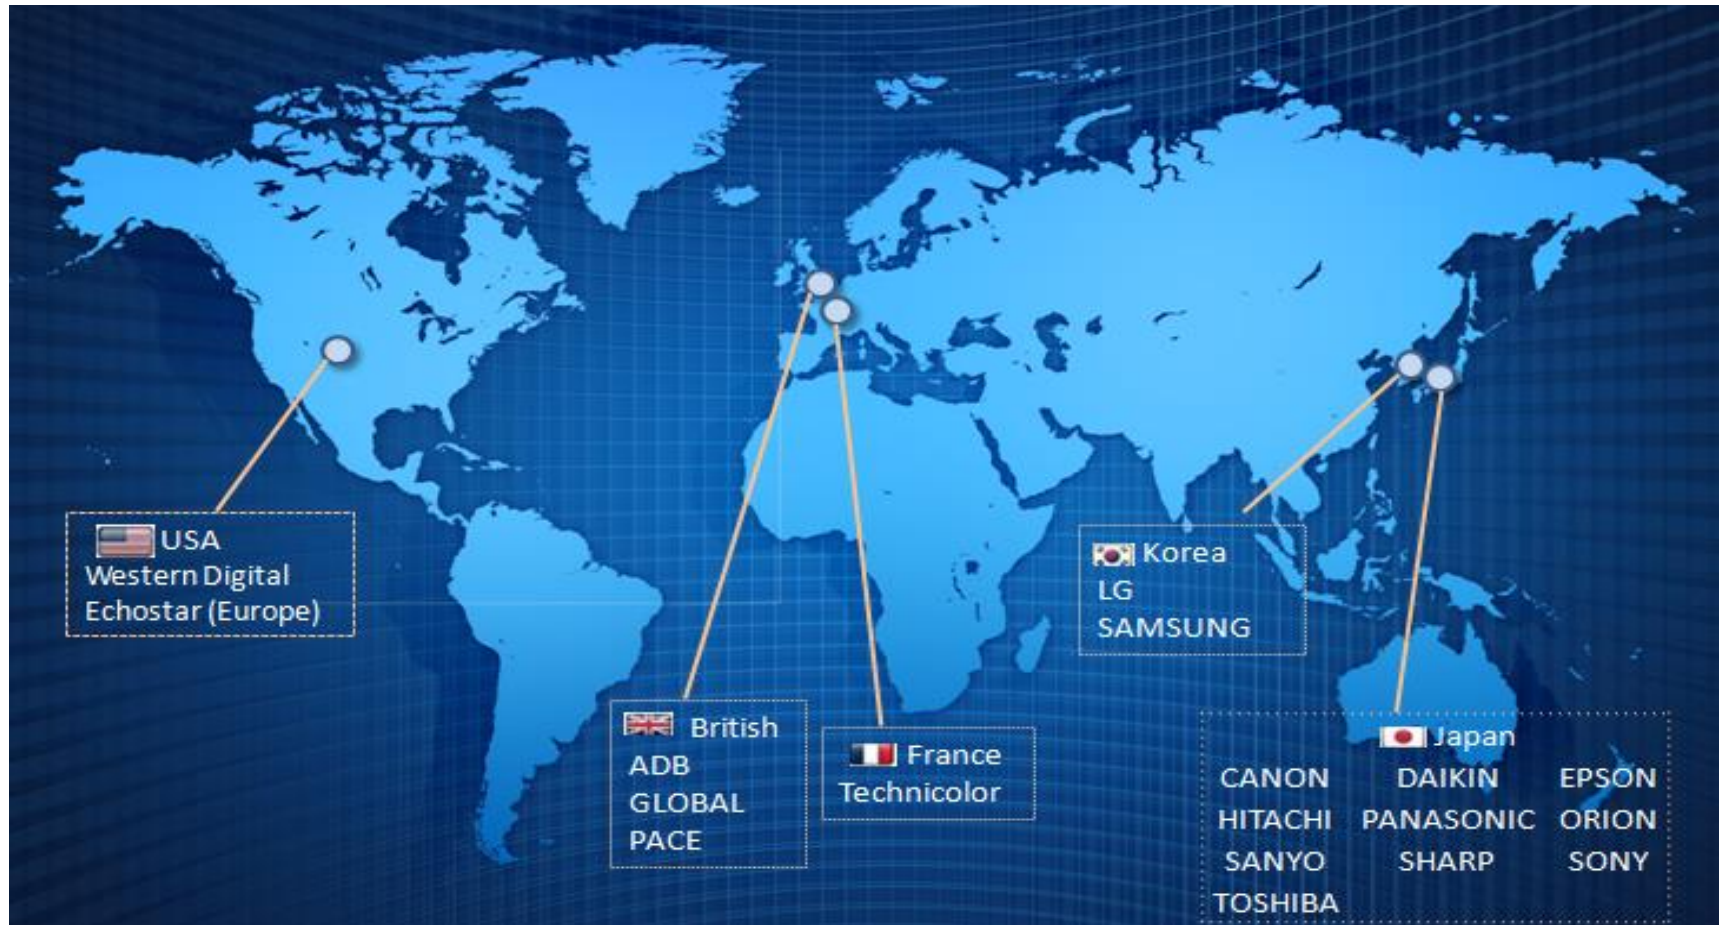 USA
Western Digital
Echostar (Europe)
British
ADB
GLOBAL
PACE
France
Technicolor
Korea
LG
SAMSUNG
Japan
CANON DAIKIN EPSON
HITACHI PANASONIC ORION
SANYO SHARP SONY
TOSHIBA